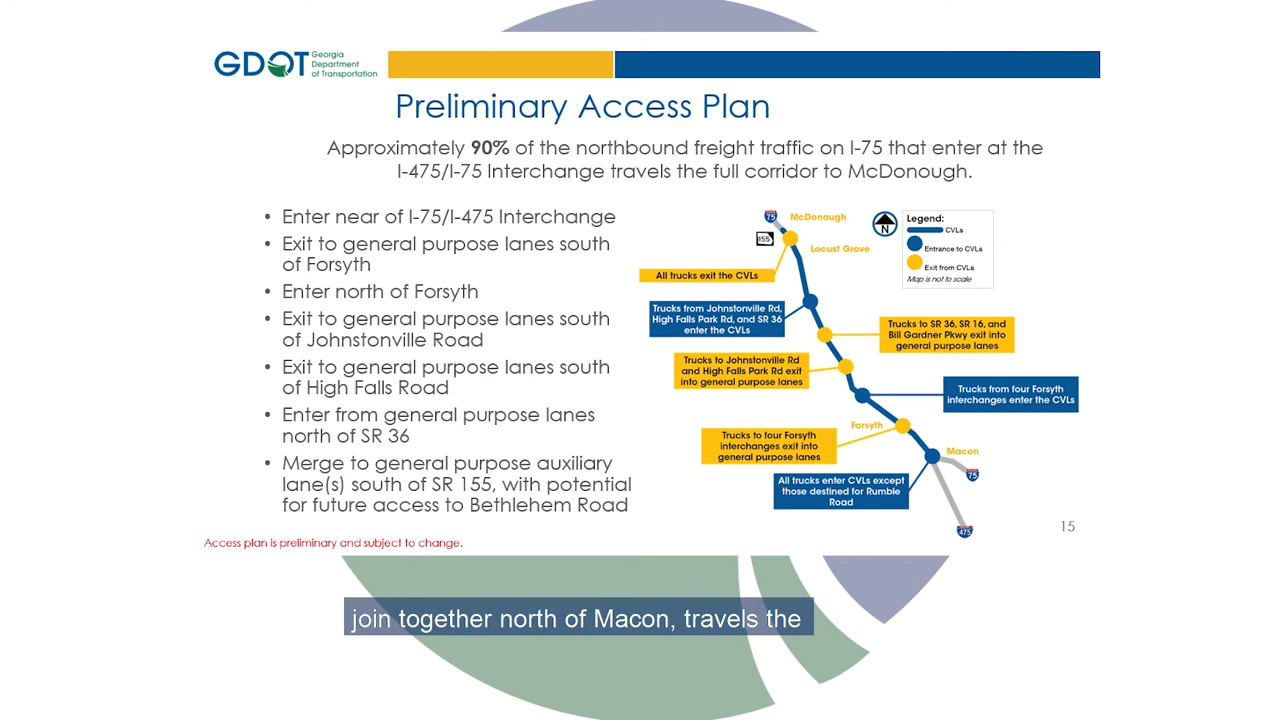 GDOT
Georgia
Department
of Transportation
Preliminary Access Plan
Approximately 90% of the northbound freight traffic on I-75 that enter at the
I-475/I-75 Interchange travels the full corridor to McDonough.
• Enter near of I-75/I-475 Interchange
• Exit to general purpose lanes south
of Forsyth
• Enter north of Forsyth
• Exit to general purpose lanes south
of Johnstonville Road
• Exit to general purpose lanes south
of High Falls Road
• Enter from general purpose lanes
north of SR 36
• Merge to general purpose auxiliary
lane(s) south of SR 155, with potential
for future access to Bethlehem Road
75
McDonough
155
Locust Grove
N
Legend:
CVLs
Entrance to CVLs
Exit from CVLs
Map is not to scale
All trucks exit the CVLs
Trucks from Johnstonville Rd,
High Falls Park Rd, and SR 36
enter the CVLs
Trucks to SR 36, SR 16, and
Bill Gardner Pkwy exit into
general purpose lanes
Trucks to Johnstonville Rd
and High Falls Park Rd exit
into general purpose lanes
Trucks from four Forsyth
interchanges enter the CVLs
Forsyth
Trucks to four Forsyth
interchanges exit into
general purpose lanes
Macon
75
All trucks enter CVLs except
those destined for Rumble
Road
475
15
Access plan is preliminary and subject to change.
join together north of Macon, travels the